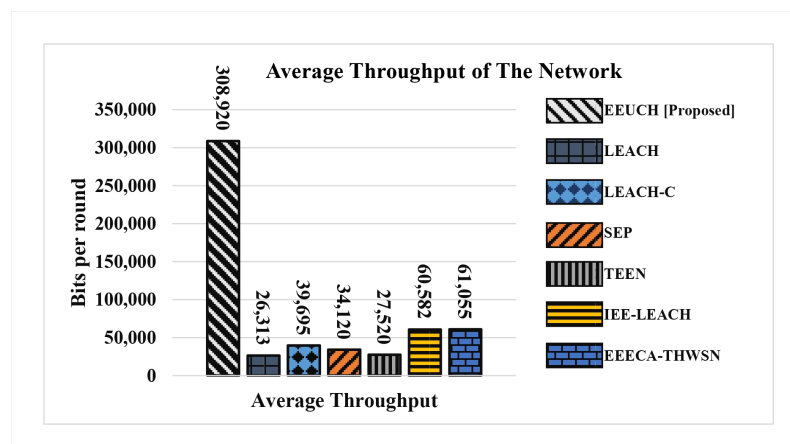 Average Throughput of The Network
308,920
350,000
300,000
250,000
200,000
150,000
100,000
50,000
0
Bits per round
26,313
39,695
34,120
27,520
60,582
61,055
Average Throughput
EEUCH [Proposed]
LEACH
LEACH-C
SEP
TEEN
IEE-LEACH
EEECA-THWSN